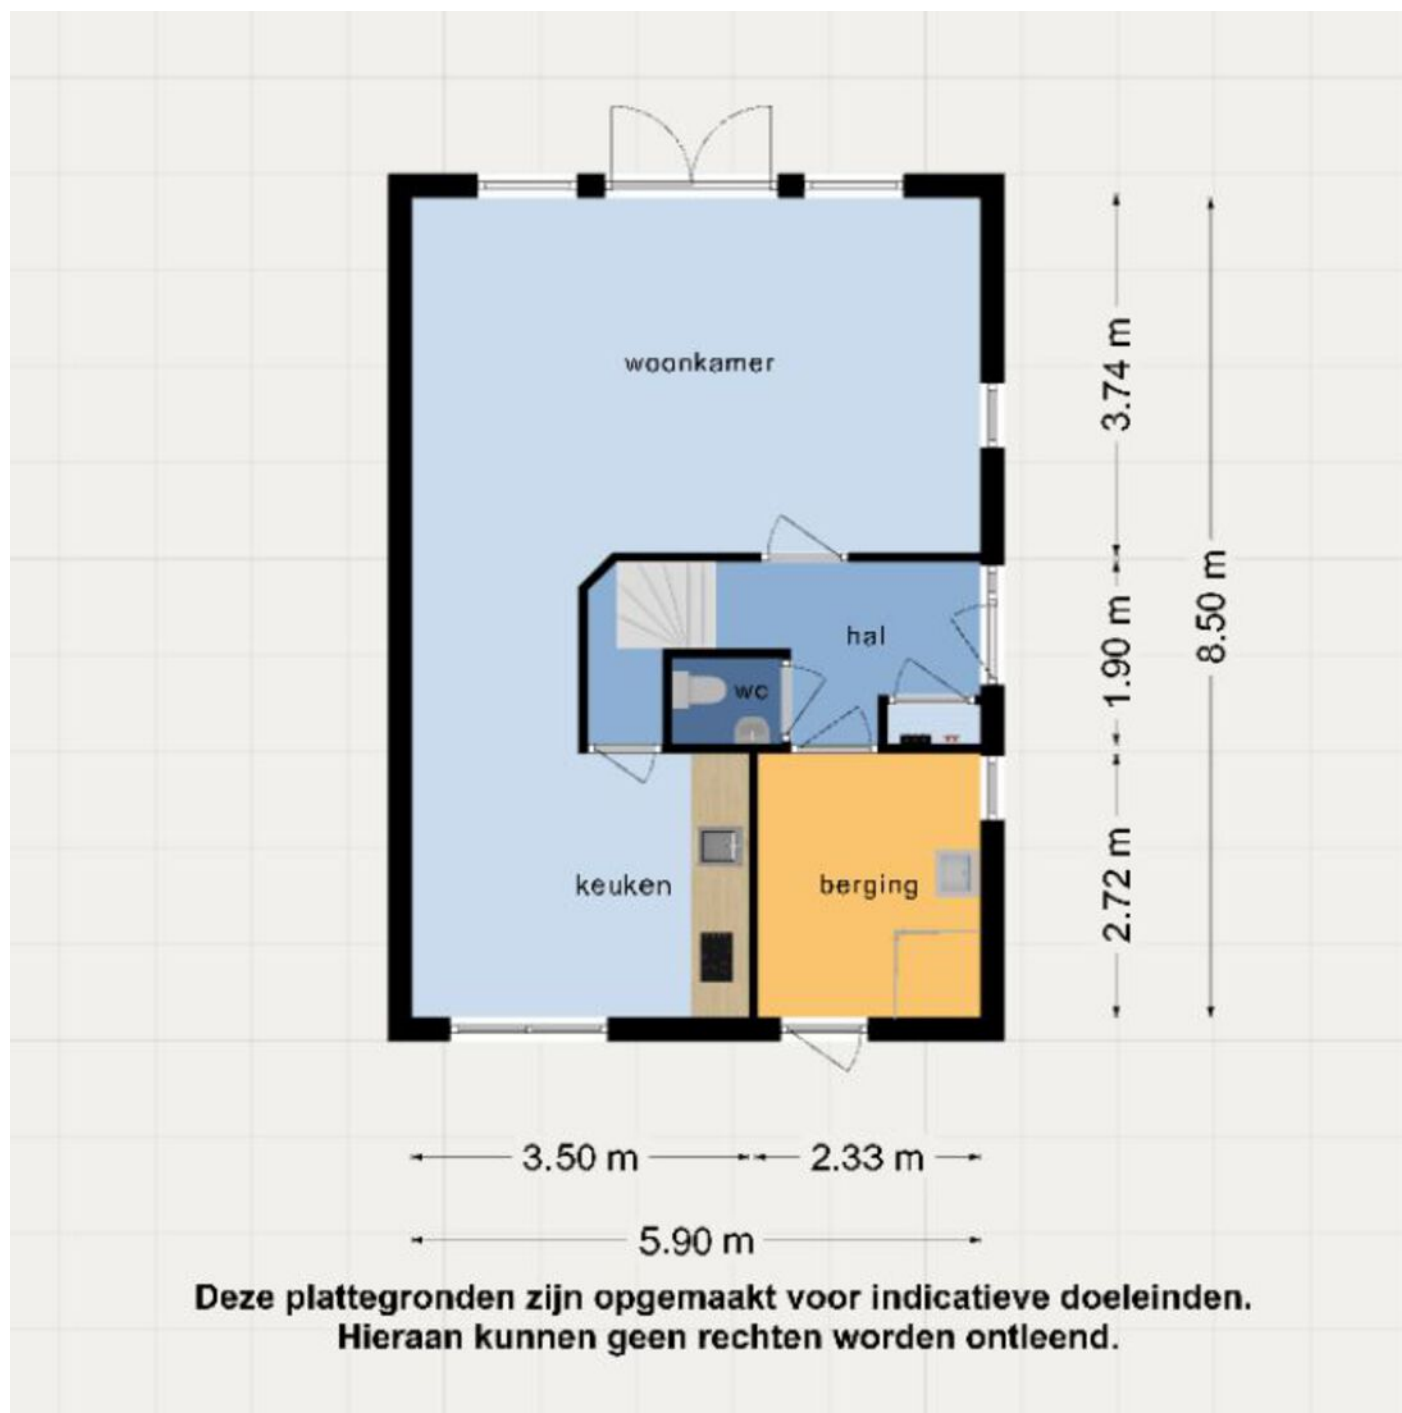 woonkamer
3.74 m
8.50 m
1.90 m
hal
wc
2.72 m
keuken
berging
3.50 m
2.33 m
5.90 m
Deze plattegronden zijn opgemaakt voor indicatieve doeleinden.
Hieraan kunnen geen rechten worden ontleend.